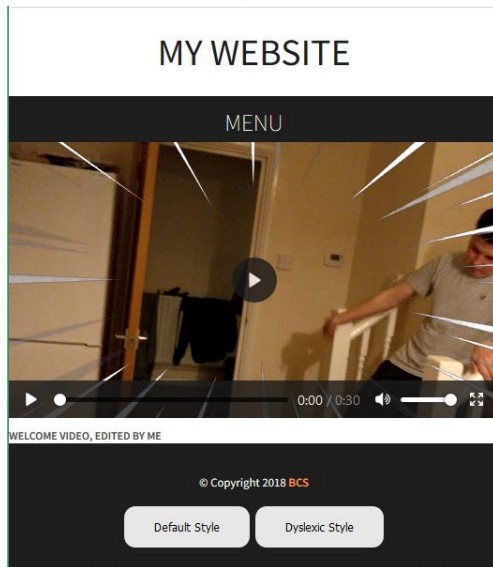 MY WEBSITE
MENU
0:00 / 0:30
WELCOME VIDEO, EDITED BY ME
© Copyright 2018 BCS
Default Style Dyslexic Style